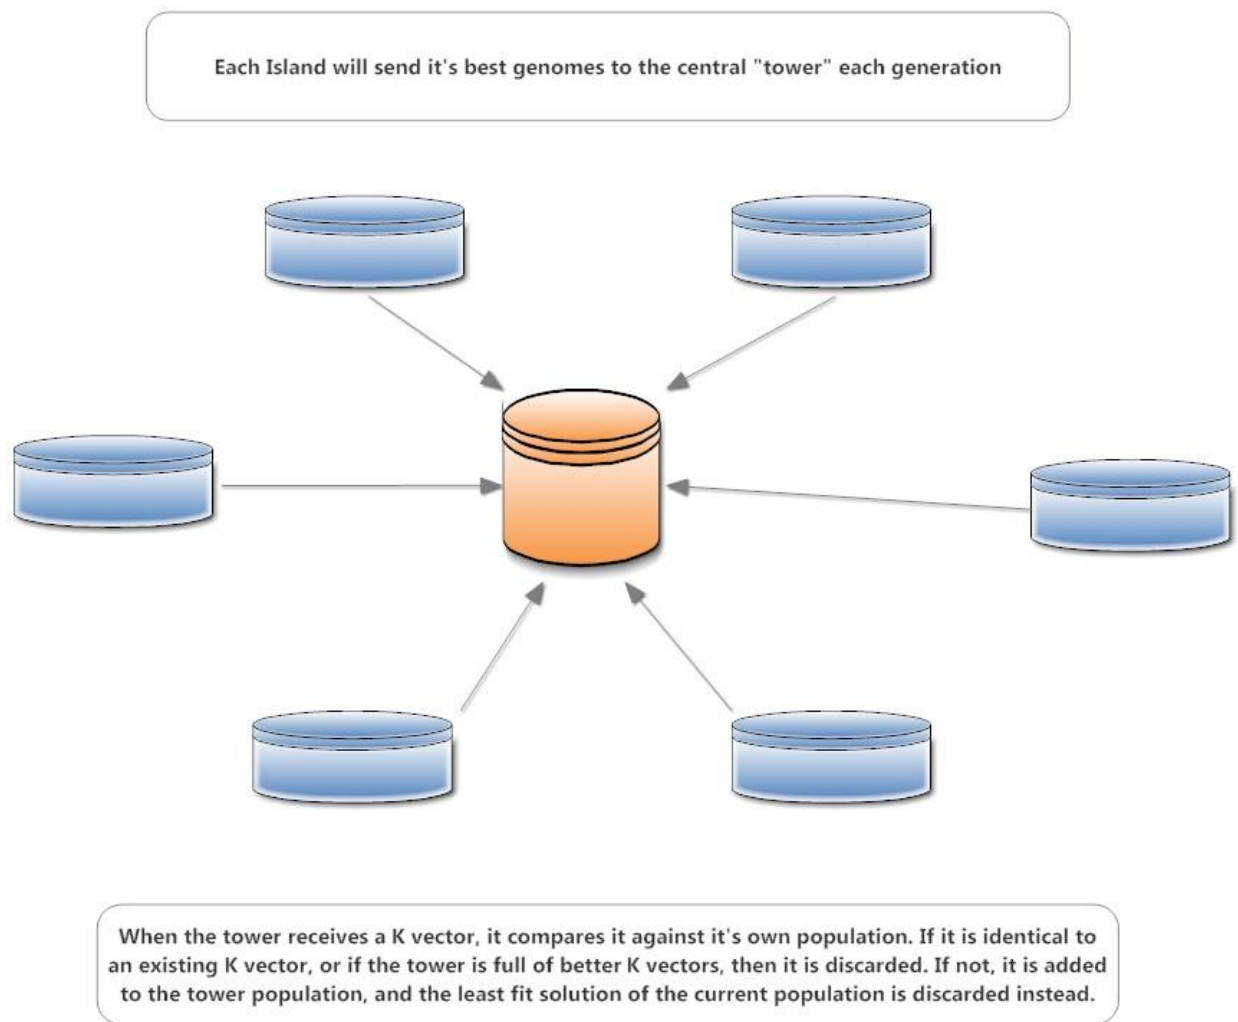 Each Island will send it's best genomes to the central "tower" each generation
When the tower receives a K vector, it compares it against it's own population. If it is identical to
an existing K vector, or if the tower is full of better K vectors, then it is discarded. If not, it is added
to the tower population, and the least fit solution of the current population is discarded instead.